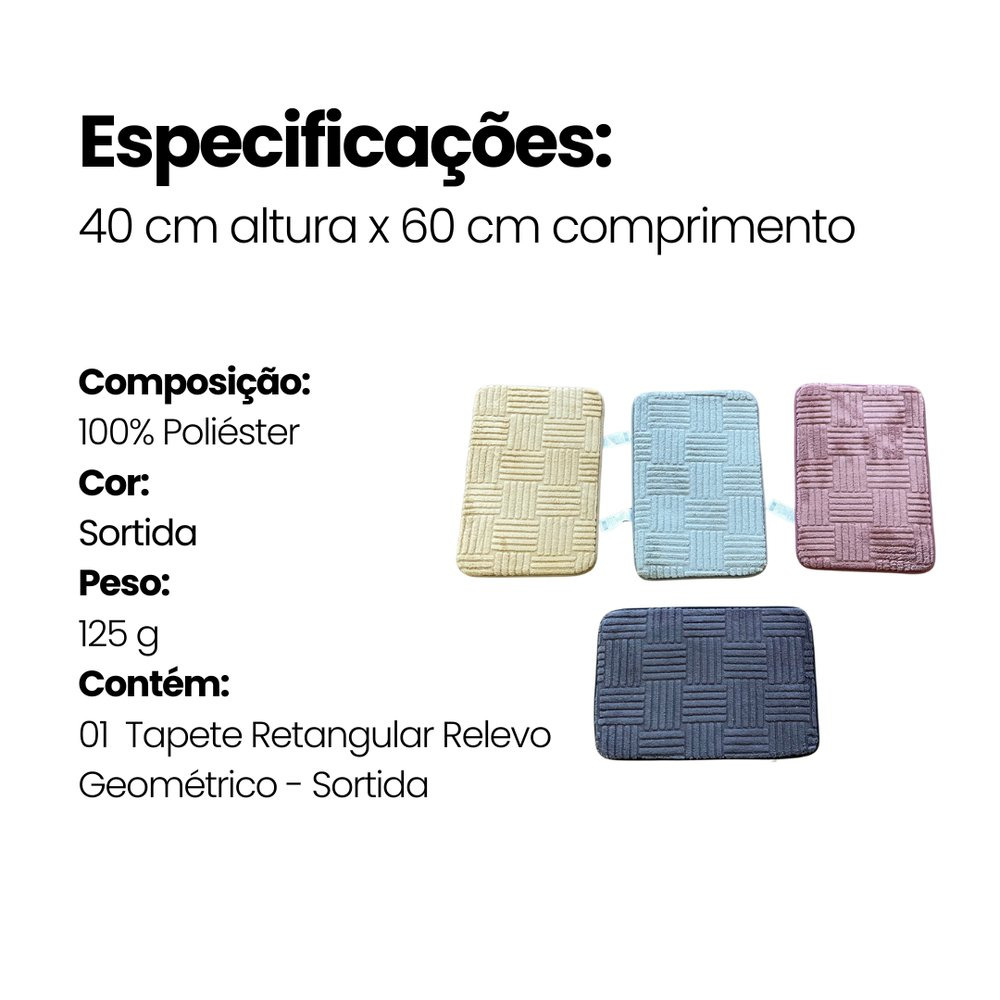 Especificações:
40 cm altura x 60 cm comprimento
Composição:
100% Poliéster
Cor:
Sortida
Peso:
125 g
Contém:
01 Tapete Retangular Relevo
Geométrico - Sortida